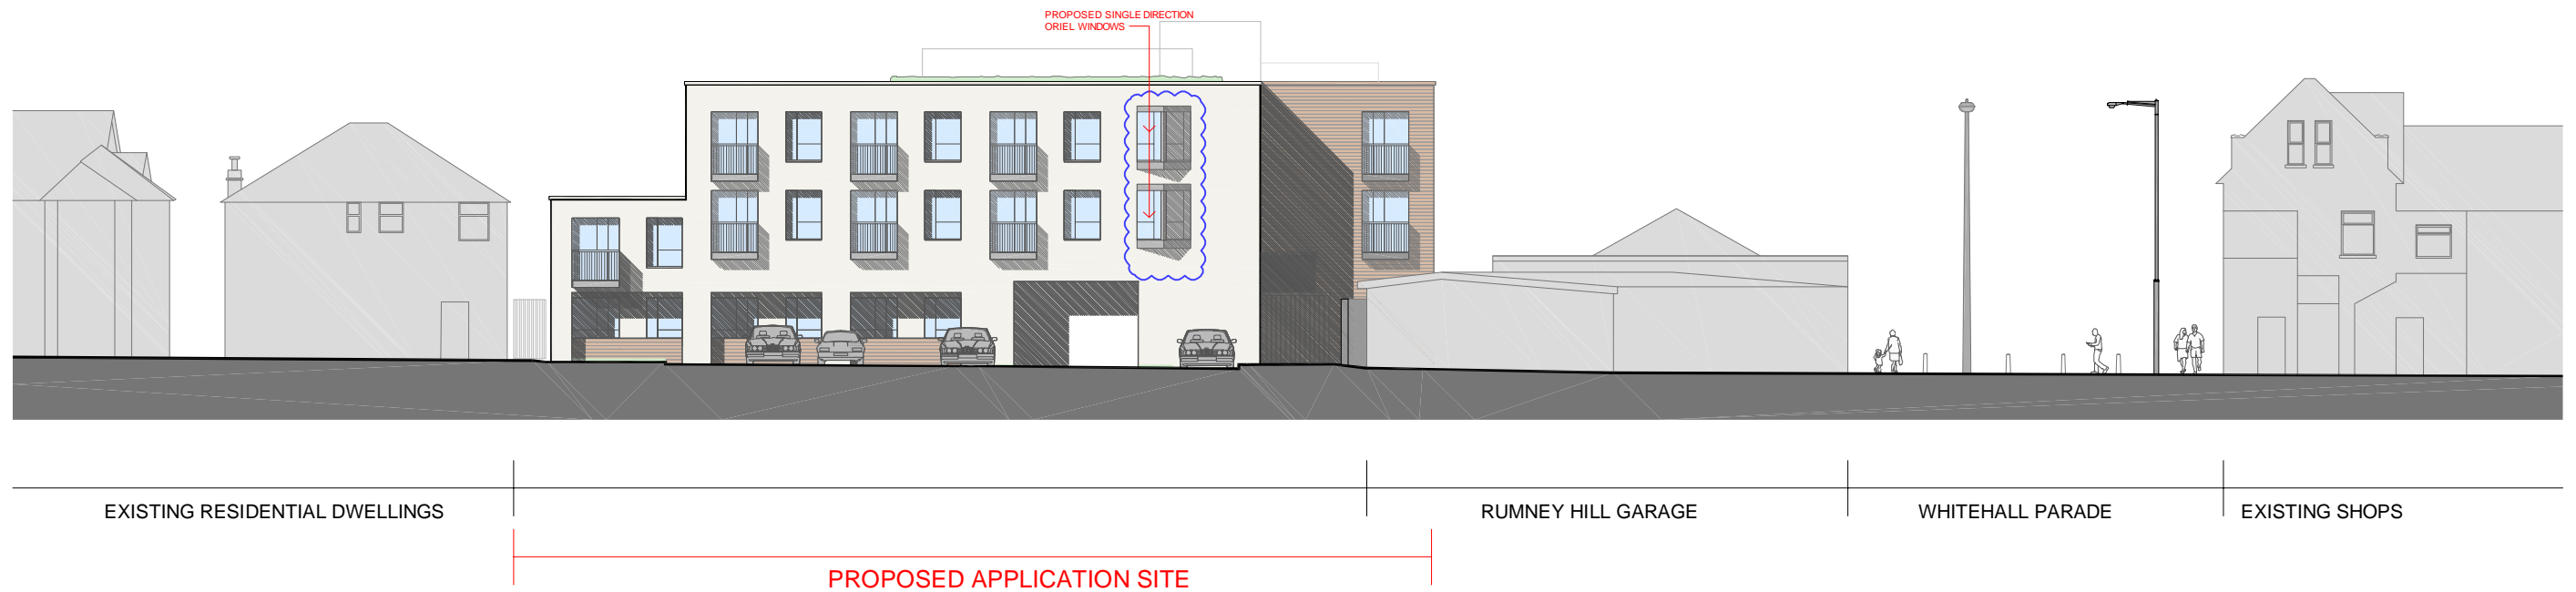 PROPOSED SINGLE DIRECTION
ORIEL WINDOWS
EXISTING RESIDENTIAL DWELLINGS
RUMNEY HILL GARAGE
WHITEHALL PARADE
EXISTING SHOPS
PROPOSED APPLICATION SITE